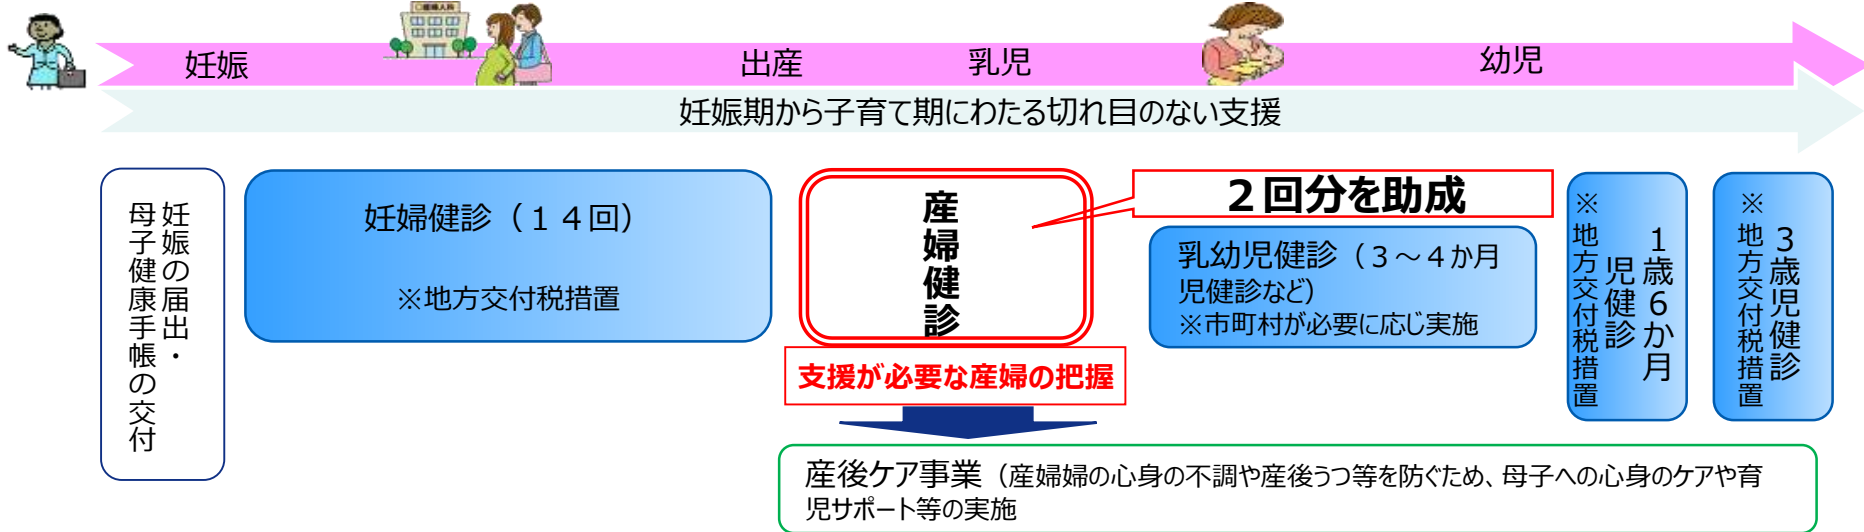 産婦人科
妊娠
出産
乳児
幼児
妊娠期から子育て期にわたる切れ目のない支援
妊娠の届出・
母子健康手帳の交付
妊婦健診（１４回）
※地方交付税措置
産婦健診
２回分を助成
支援が必要な産婦の把握
乳幼児健診（３～４か月
児健診など）
※市町村が必要に応じ実施
１歳６か月
児健診
※地方交付税措置
３歳児健診
※地方交付税措置
産後ケア事業（産婦婦の心身の不調や産後うつ等を防ぐため、母子への心身のケアや育
児サポート等の実施